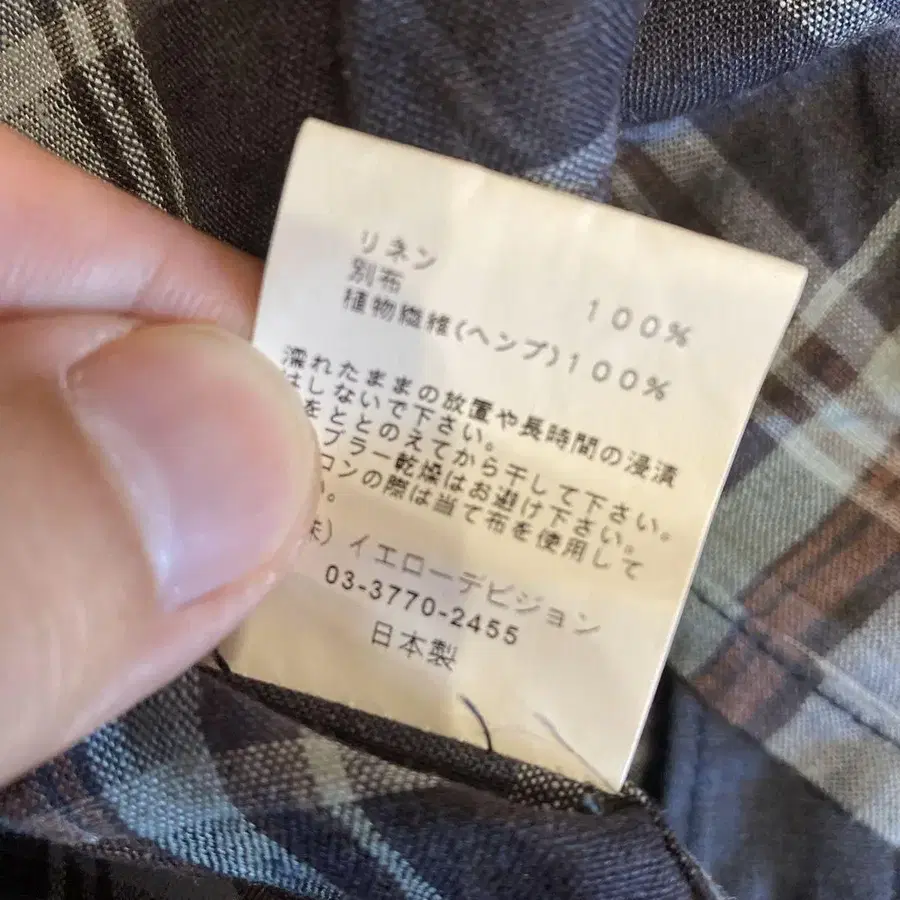 リネン 100%
別布
植物繊維(ヘンプ)100%
濡れたままの放置や長時間の浸漬
はしないで下さい。
をととのえてから干して下さい。
ブラー乾燥はお避け下さい。
ロンの際は当て布を使用して
い。
株)イエローデビジョン
03-3770-2455
日本製